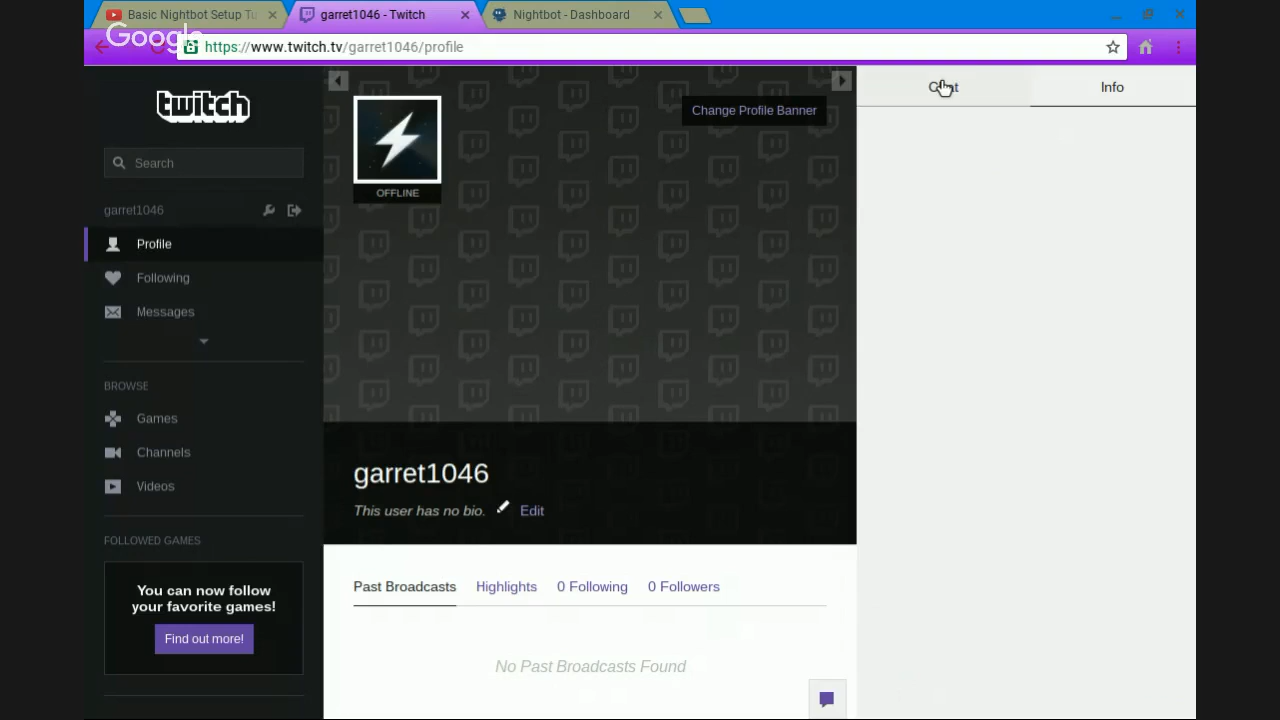 Basic Nightbot Setup Tu
garret1046 - Twitch
Nightbot - Dashboard
Google
https://www.twitch.tv/garret1046/profile
twitch
Search
garret1046
Profile
Following
Messages
BROWSE
Games
Channels
Videos
FOLLOWED GAMES
You can now follow
your favorite games!
Find out more!
OFFLINE
Change Profile Banner
garret1046
This user has no bio. Edit
Past Broadcasts Highlights 0 Following 0 Followers
No Past Broadcasts Found
Chat
Info